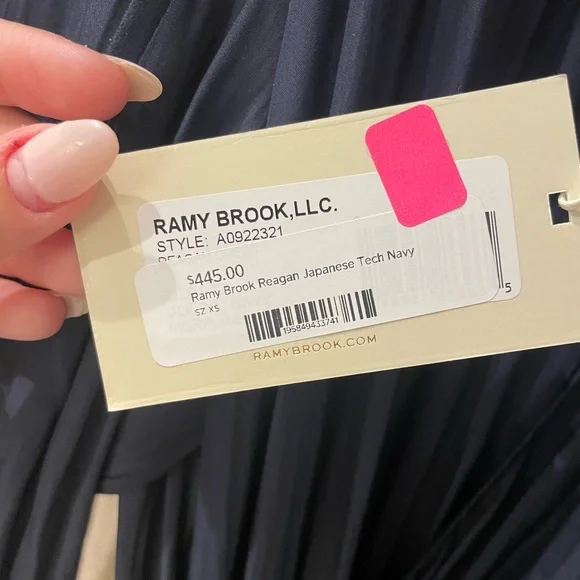 RAMY BROOK,LLC.
STYLE: A0922321
$445.00
Ramy Brook Reagan Japanese Tech Navy
SZ XS
195849433741
5
RAMYBROOK.COM